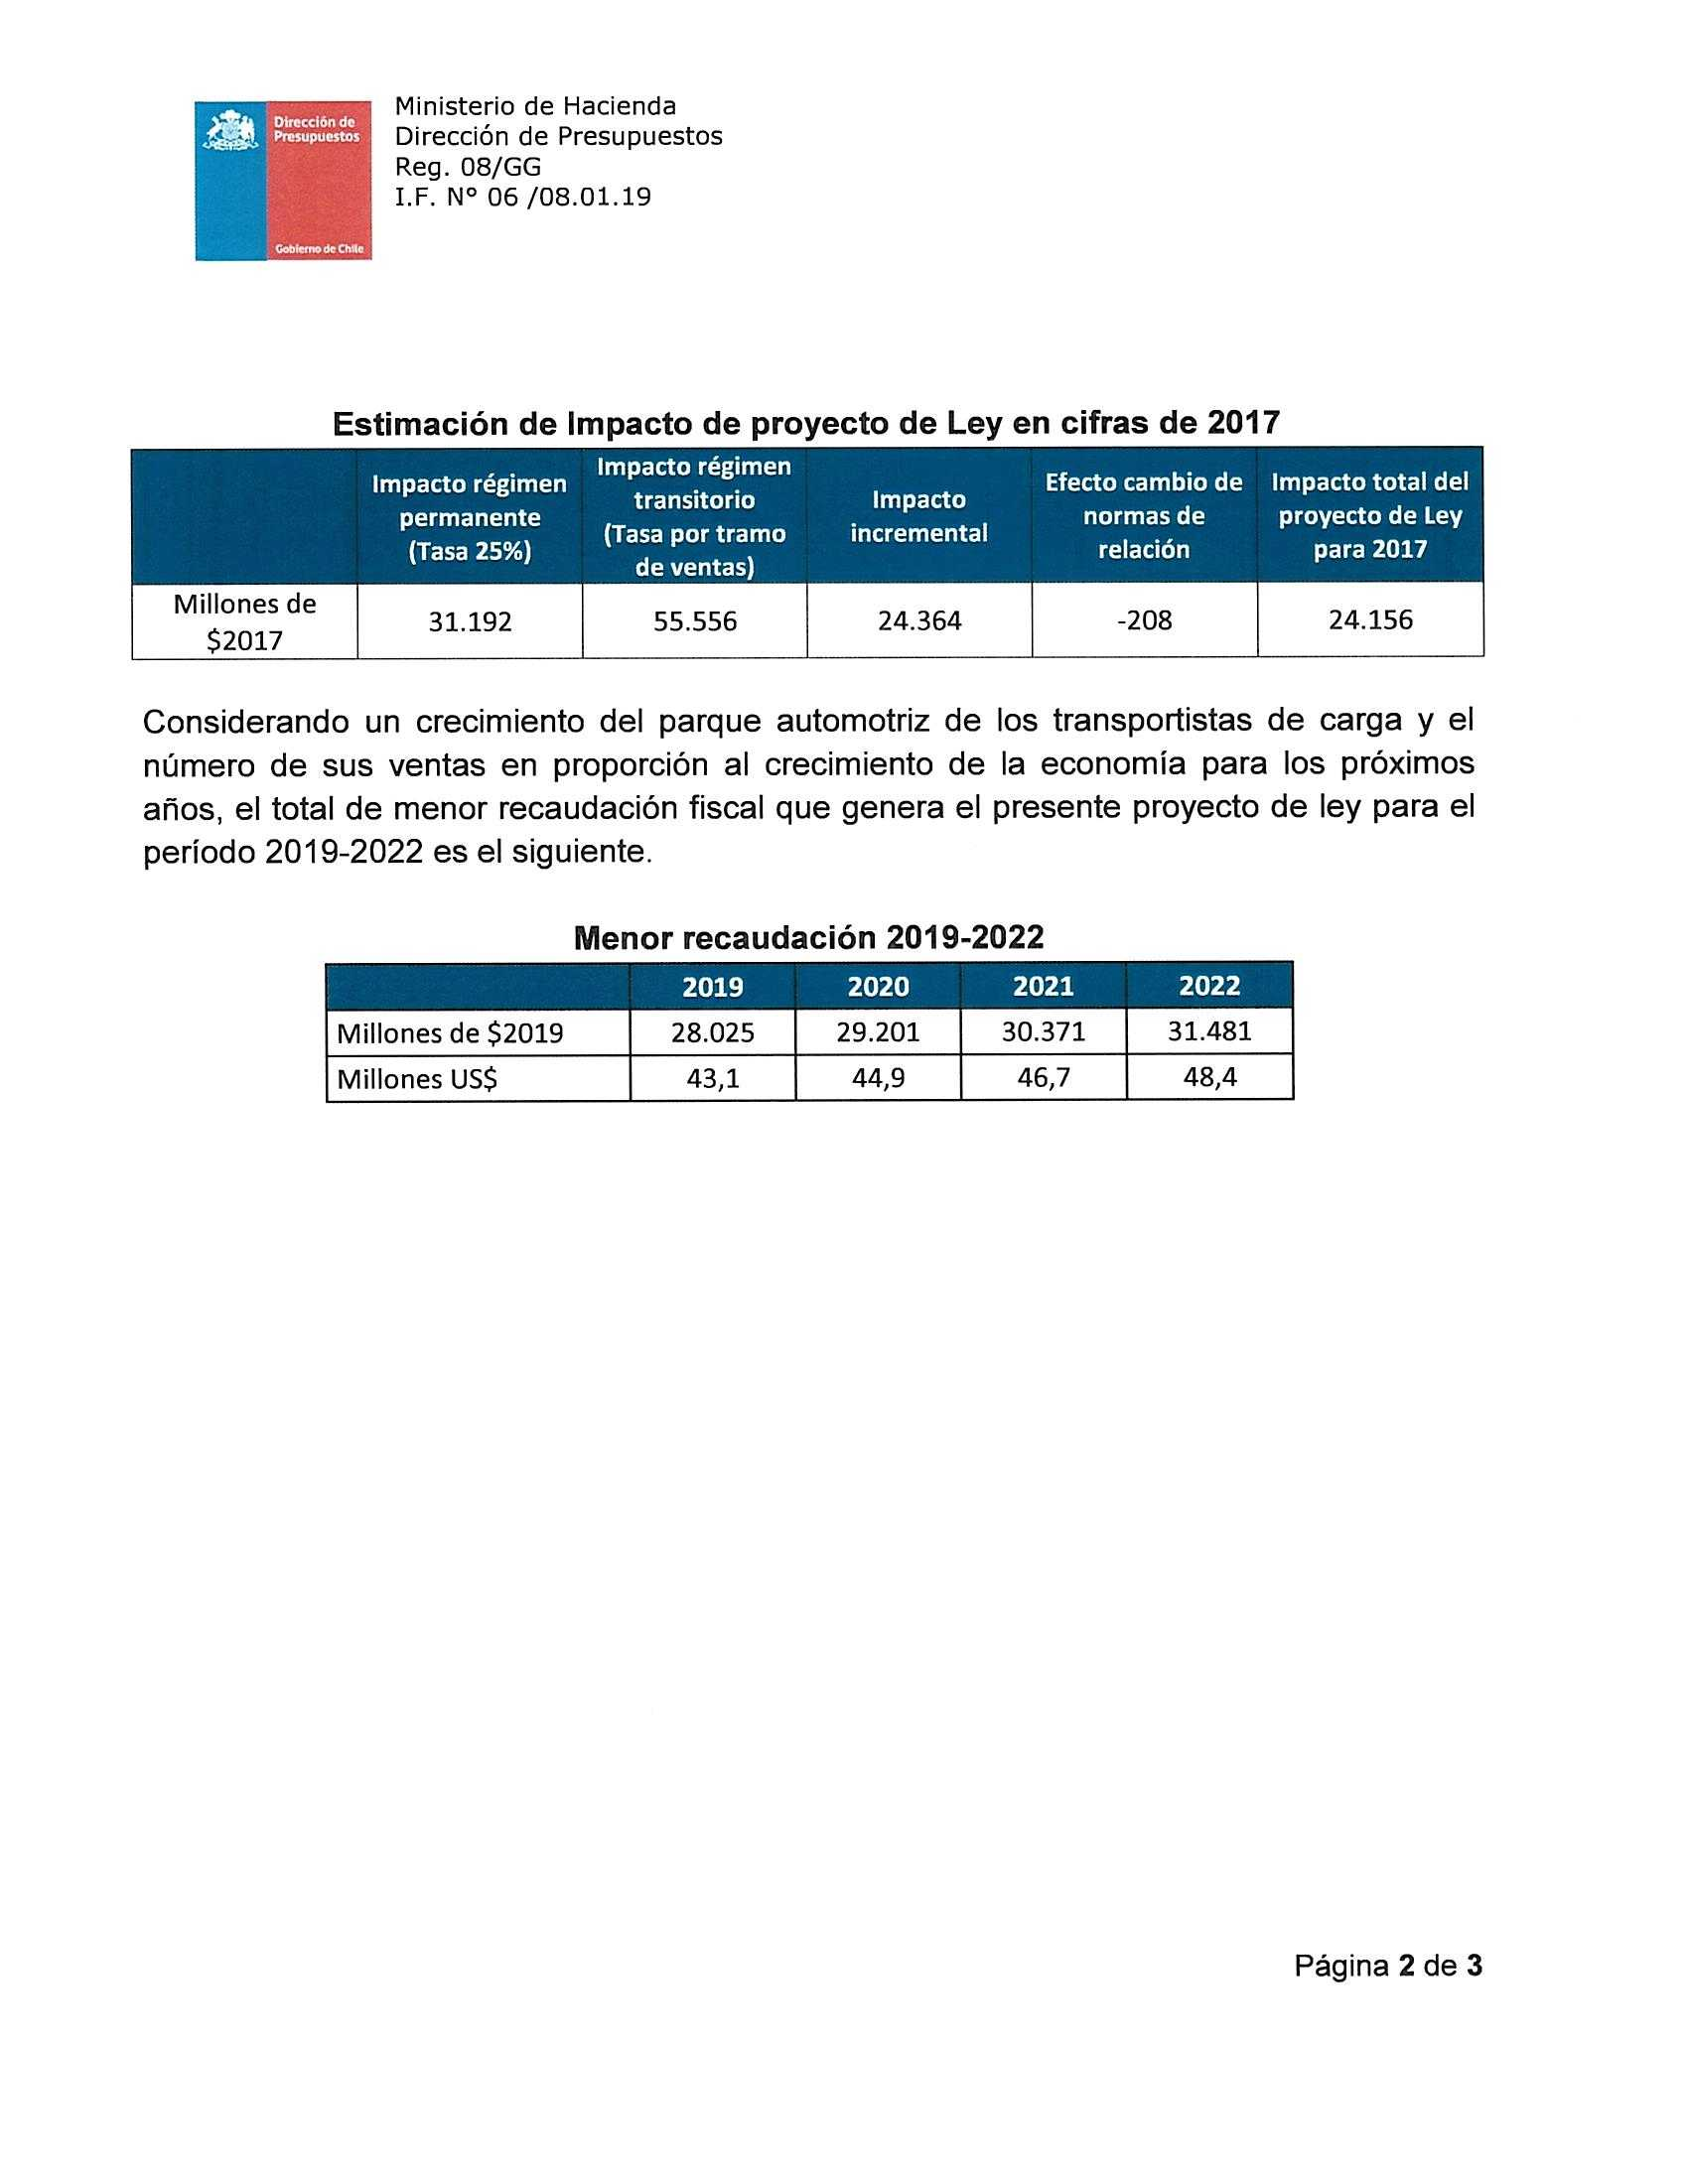 Dirección de
Presupuestos
Gobierno de Chile
Ministerio de Hacienda
Dirección de Presupuestos
Reg. 08/GG
I.F. Nº 06 /08.01.19
Estimación de Impacto de proyecto de Ley en cifras de 2017
Impacto régimen permanente (Tasa 25%)
Impacto régimen transitorio (Tasa por tramo de ventas)
Impacto incremental
Efecto cambio de normas de relación
Impacto total del proyecto de Ley para 2017
Millones de $2017 31.192 55.556 24.364 -208 24.156
Considerando un crecimiento del parque automotriz de los transportistas de carga y el
número de sus ventas en proporción al crecimiento de la economía para los próximos
años, el total de menor recaudación fiscal que genera el presente proyecto de ley para el
período 2019-2022 es el siguiente.
Menor recaudación 2019-2022
2019 2020 2021 2022
Millones de $2019 28.025 29.201 30.371 31.481
Millones US$ 43,1 44,9 46,7 48,4
Página 2 de 3